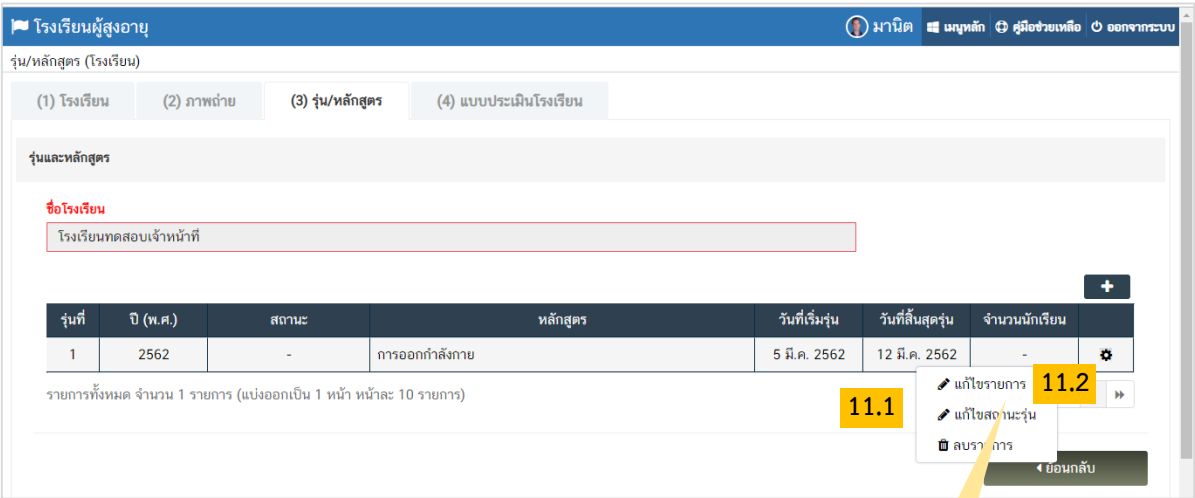 โรงเรียนผู้สูงอายุ
มานิต เมนูหลัก คู่มือช่วยเหลือ ออกจากระบบ
รุ่น/หลักสูตร (โรงเรียน)
(1) โรงเรียน (2) ภาพถ่าย (3) รุ่น/หลักสูตร (4) แบบประเมินโรงเรียน
รุ่นและหลักสูตร
ชื่อโรงเรียน
โรงเรียนทดสอบเจ้าหน้าที่
รุ่นที่ ปี (พ.ศ.) สถานะ หลักสูตร วันที่เริ่มรุ่น วันที่สิ้นสุดรุ่น จำนวนนักเรียน
1 2562 - การออกกำลังกาย 5 มี.ค. 2562 12 มี.ค. 2562 -
รายการทั้งหมด จำนวน 1 รายการ (แบ่งออกเป็น 1 หน้า หน้าละ 10 รายการ)
แก้ไขรายการ 11.2
11.1 แก้ไขสถานะรุ่น
ลบรายการ
ย้อนกลับ